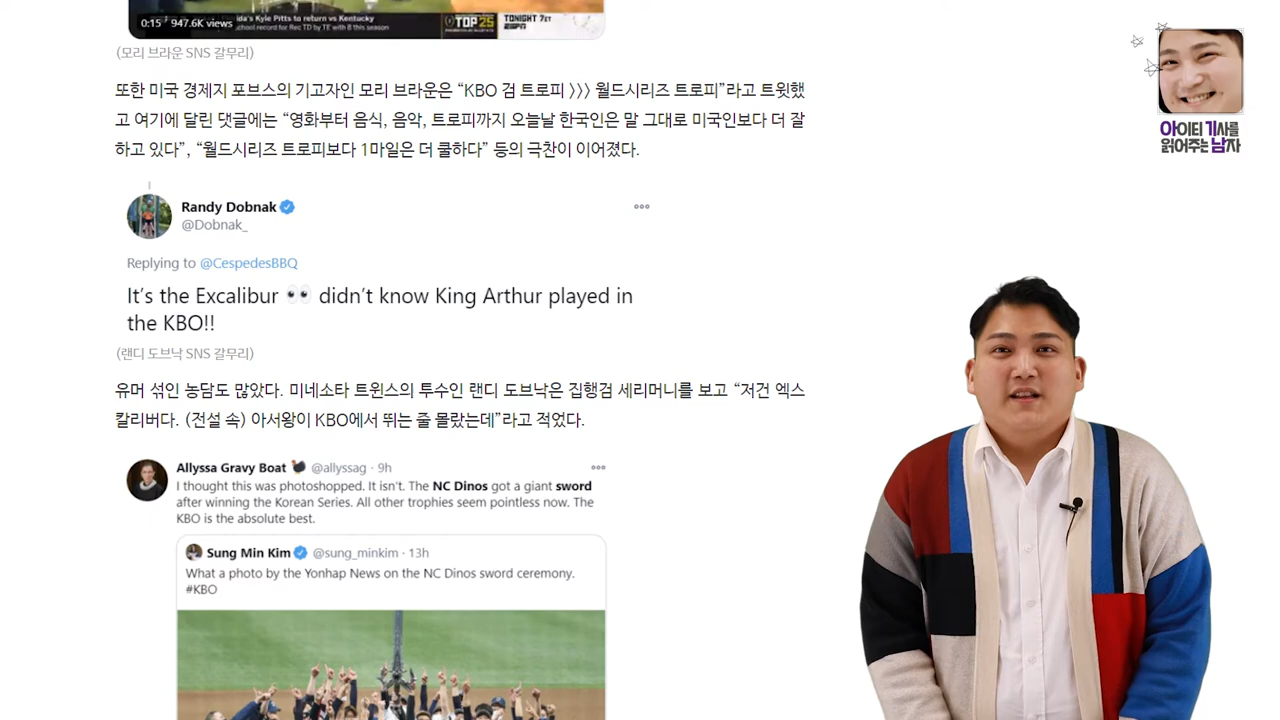 0:15 947.6K views
ida's Kyle Pitts to return vs Kentucky
school record for Rec TD by TE with 8 this season
TOP 25
TONIGHT 7ET
(모리 브라운 SNS 갈무리)
또한 미국 경제지 포브스의 기고자인 모리 브라운은 “KBO 검 트로피 》〉 월드시리즈 트로피”라고 트윗했
고 여기에 달린 댓글에는 “영화부터 음식, 음악, 트로피까지 오늘날 한국인은 말 그대로 미국인보다 더 잘
하고 있다”, “월드시리즈 트로피보다 1마일은 더 쿨하다” 등의 극찬이 이어졌다.
Randy Dobnak
@Dobnak_
Replying to @CespedesBBQ
It’s the Excalibur 👀 didn’t know King Arthur played in
the KBO!!
(랜디 도브낙 SNS 갈무리)
유머 섞인 농담도 많았다. 미네소타 트윈스의 투수인 랜디 도브낙은 집행검 세리머니를 보고 “저건 엑스
칼리버다. (전설 속) 아서왕이 KBO에서 뛰는 줄 몰랐는데”라고 적었다.
Allyssa Gravy Boat 🦃 @allyssag · 9h
I thought this was photoshopped. It isn't. The NC Dinos got a giant sword
after winning the Korean Series. All other trophies seem pointless now. The
KBO is the absolute best.
Sung Min Kim @sung_minkim · 13h
What a photo by the Yonhap News on the NC Dinos sword ceremony.
#KBO
아이티 기사를
읽어주는 남자